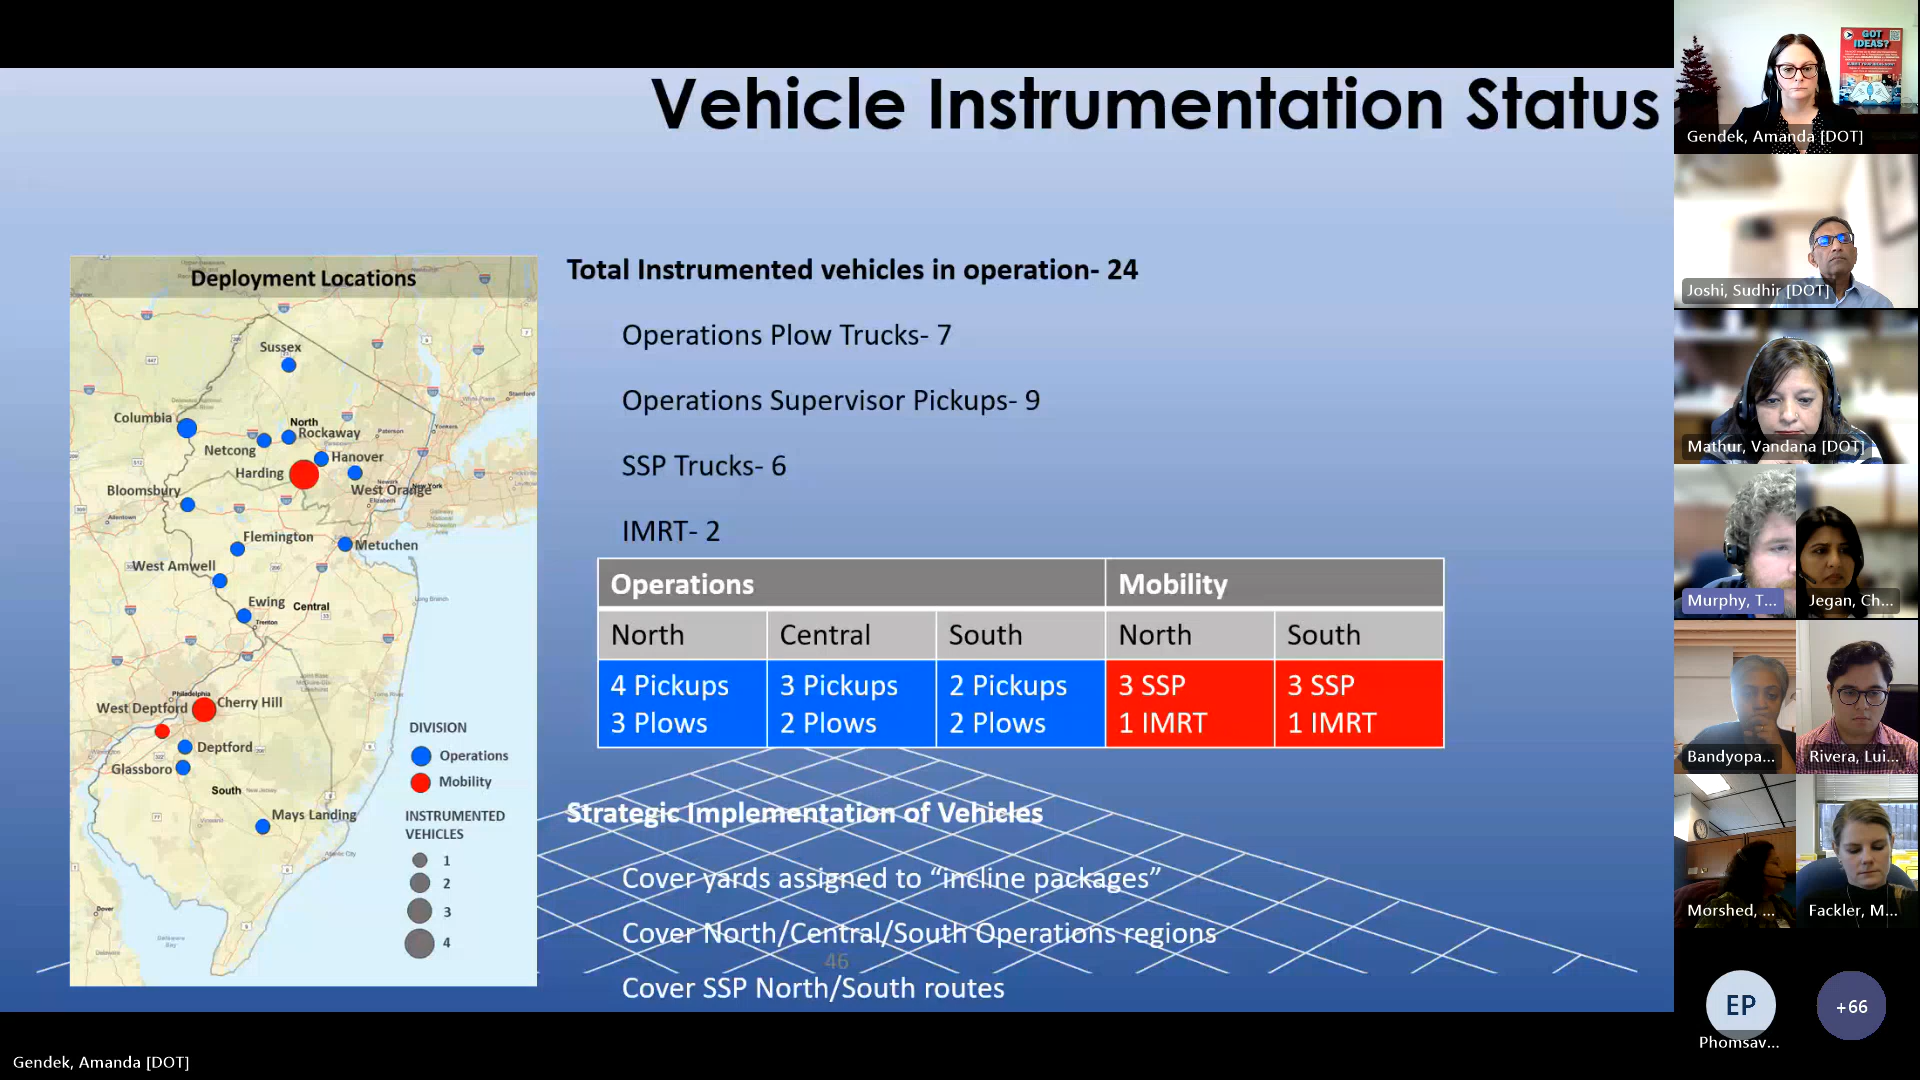 Vehicle Instrumentation Status
Deployment Locations
Sussex
Columbia
North
Rockaway
Netcong
Hanover
Harding
West Orange
Bloomsbury
Flemington
Metuchen
West Amwell
Ewing
Central
Trenton
Philadelphia
West Deptford
Cherry Hill
Deptford
Glassboro
South
Mays Landing
DIVISION
Operations
Mobility
INSTRUMENTED
VEHICLES
1
2
3
4
Total Instrumented vehicles in operation- 24
Operations Plow Trucks- 7
Operations Supervisor Pickups- 9
SSP Trucks- 6
IMRT- 2
Operations Mobility
North Central South North South
4 Pickups 3 Pickups 2 Pickups 3 SSP 3 SSP
3 Plows 2 Plows 2 Plows 1 IMRT 1 IMRT
Strategic Implementation of Vehicles
Cover yards assigned to “incline packages”
Cover North/Central/South Operations regions
46
Cover SSP North/South routes
GOT
IDEAS?
Gendek, Amanda [DOT]
Joshi, Sudhir [DOT]
Mathur, Vandana [DOT]
Murphy, T... Jegan, Ch...
Bandyopa... Rivera, Lui...
Morshed, ... Fackler, M...
EP +66
Phomsav...
Gendek, Amanda [DOT]